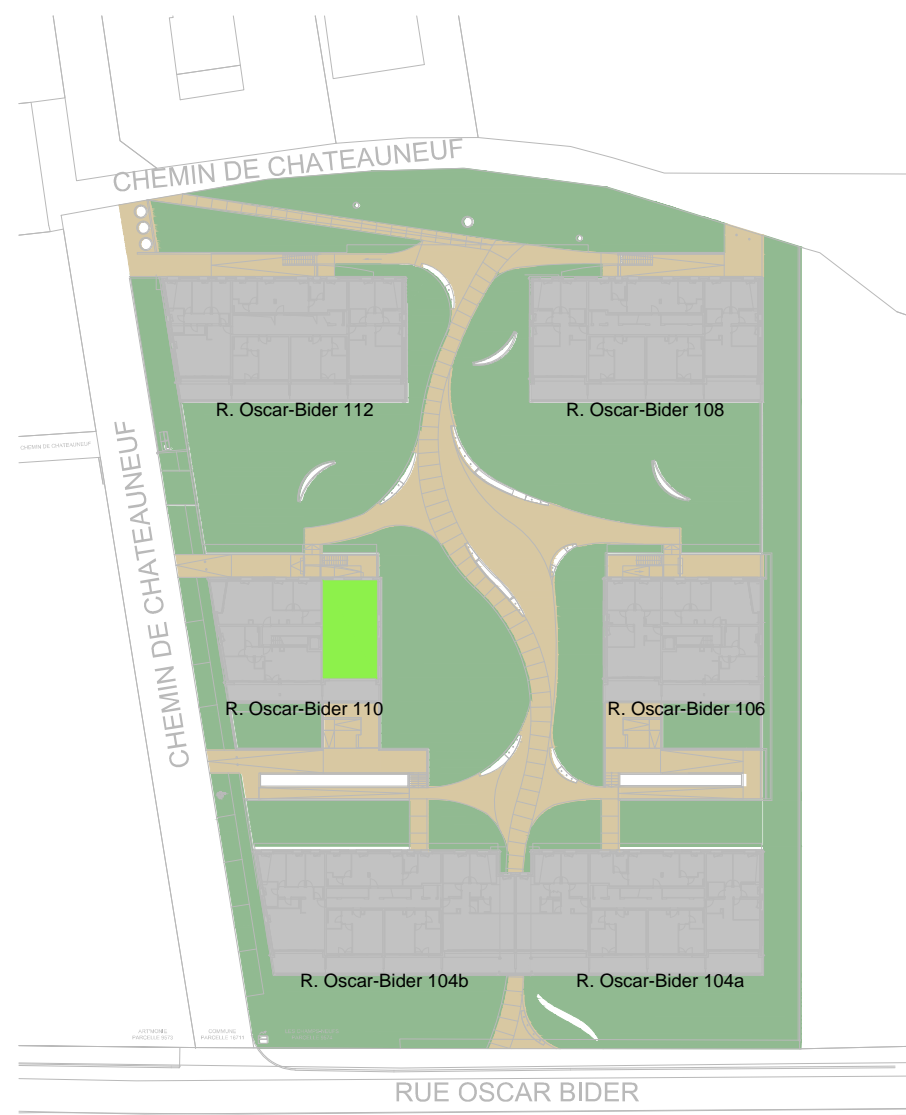 CHEMIN DE CHATEAUNEUF
R. Oscar-Bider 112
R. Oscar-Bider 108
CHEMIN DE CHATEAUNEUF
CHEMIN DE CHATEAUNEUF
R. Oscar-Bider 110
R. Oscar-Bider 106
R. Oscar-Bider 104b
R. Oscar-Bider 104a
COMMUNE
RUE OSCAR BIDER